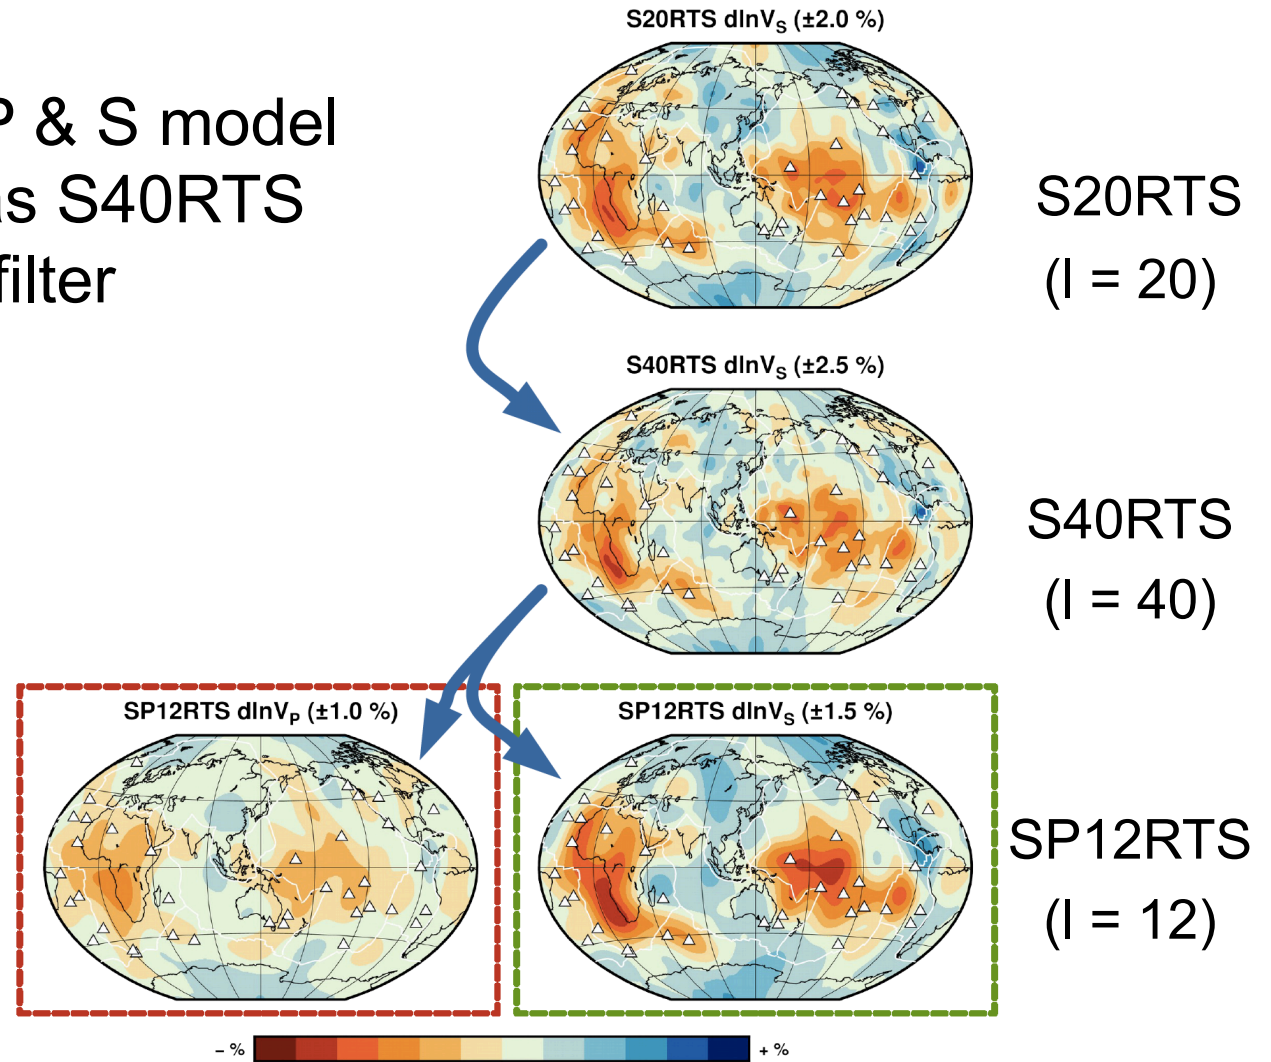 S20RTS dlnVS (±2.0 %)
P & S model
as S40RTS
filter
S20RTS
(l = 20)
S40RTS dlnVS (±2.5 %)
S40RTS
(l = 40)
SP12RTS dlnVP (±1.0 %)
SP12RTS dlnVS (±1.5 %)
SP12RTS
(l = 12)
– %
+ %